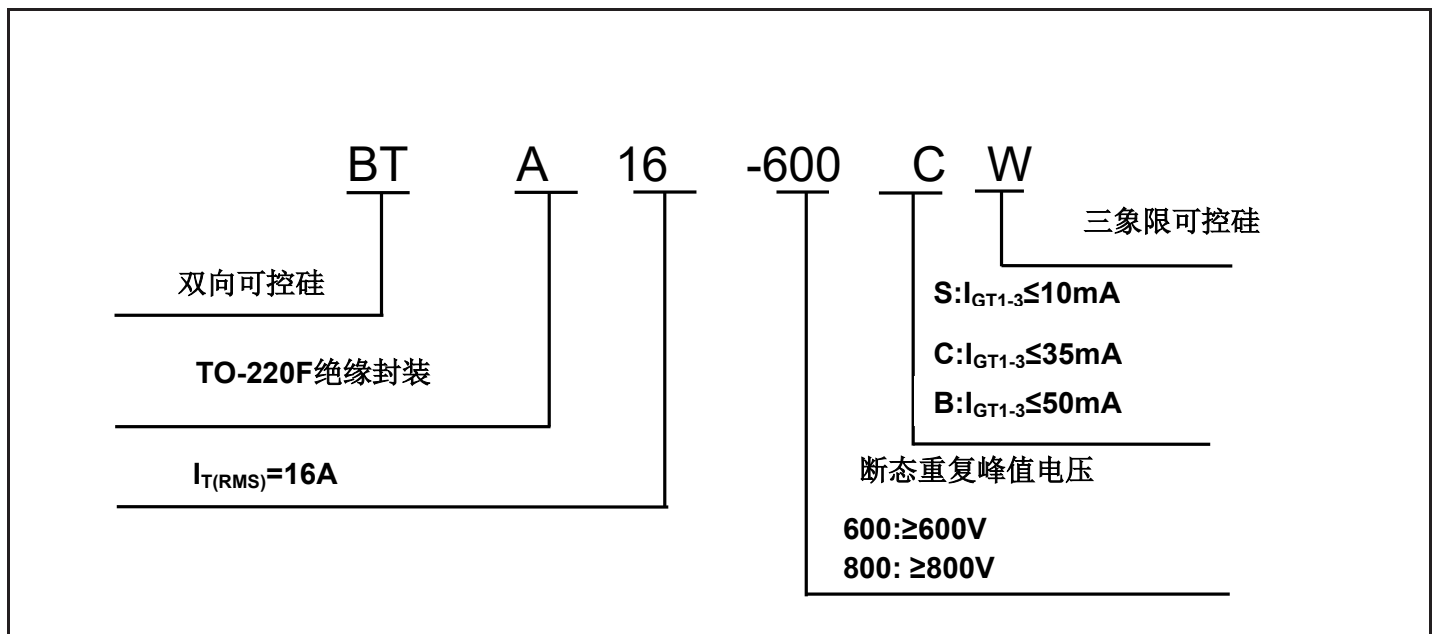 BT A 16 -600 C W
三象限可控硅
双向可控硅
S:IGT1-3≤10mA
TO-220F绝缘封装
C:IGT1-3≤35mA
B:IGT1-3≤50mA
IT(RMS)=16A
断态重复峰值电压
600:≥600V
800: ≥800V